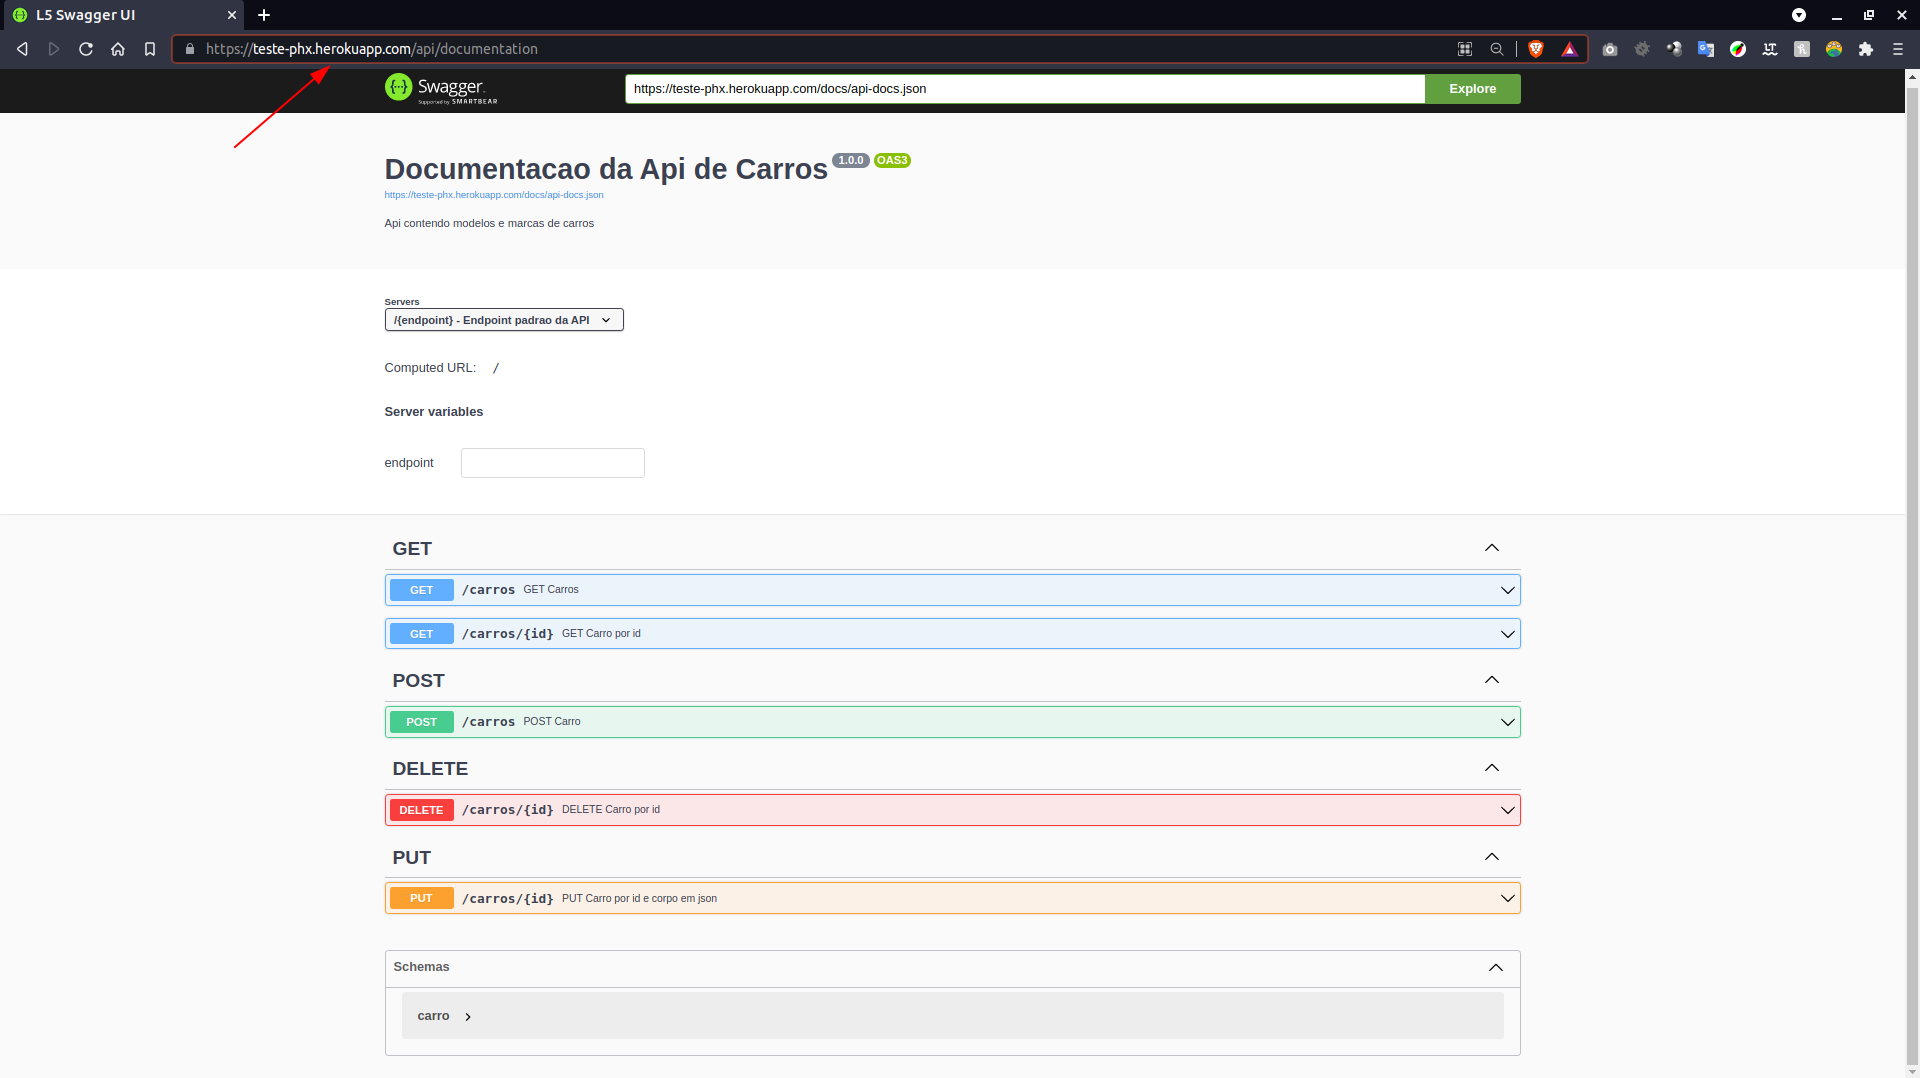 L5 Swagger UI
https://teste-phx.herokuapp.com/api/documentation
Swagger.
Supported by SMARTBEAR
https://teste-phx.herokuapp.com/docs/api-docs.json
Explore
Documentacao da Api de Carros 1.0.0 OAS3
https://teste-phx.herokuapp.com/docs/api-docs.json
Api contendo modelos e marcas de carros
Servers
/{endpoint} - Endpoint padrao da API
Computed URL: /
Server variables
endpoint
GET
GET /carros GET Carros
GET /carros/{id} GET Carro por id
POST
POST /carros POST Carro
DELETE
DELETE /carros/{id} DELETE Carro por id
PUT
PUT /carros/{id} PUT Carro por id e corpo em json
Schemas
carro